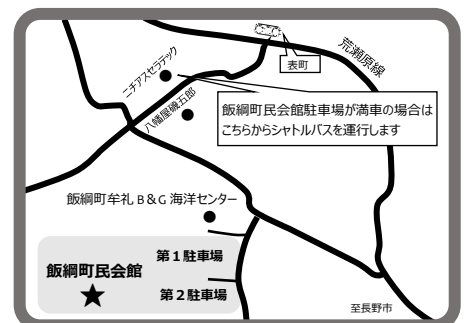 表町
荒瀬原線
ニチアスセラテック
八幡屋礒五郎
飯綱町民会館駐車場が満車の場合は
こちらからシャトルバスを運行します
飯綱町牟礼B＆G海洋センター
第１駐車場
飯綱町民会館
第２駐車場
至長野市